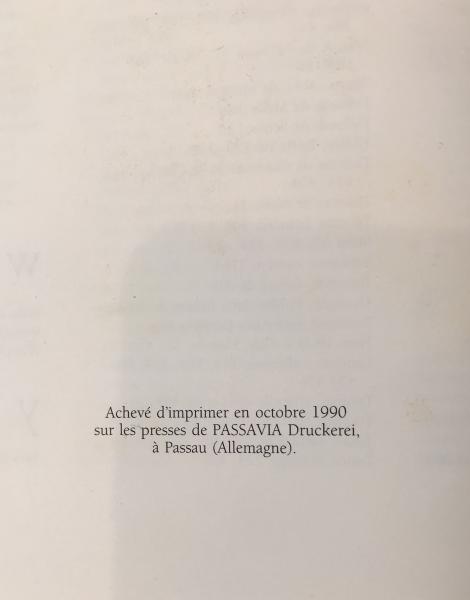 Achevé d'imprimer en octobre 1990
sur les presses de PASSAVIA Druckerei,
à Passau (Allemagne).